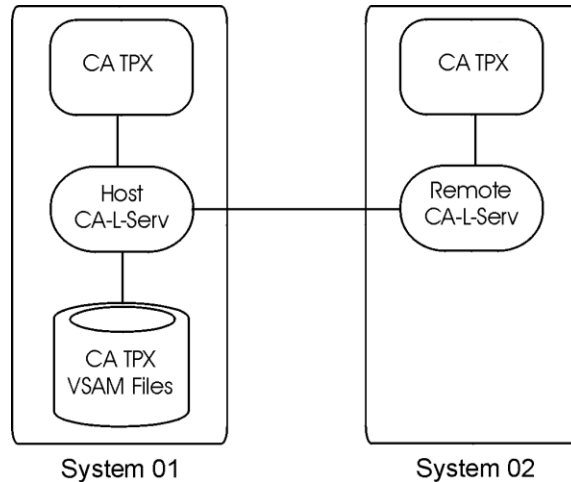 CA TPX
Host
CA-L-Serv
CA TPX
VSAM Files
System 01
CA TPX
Remote
CA-L-Serv
System 02